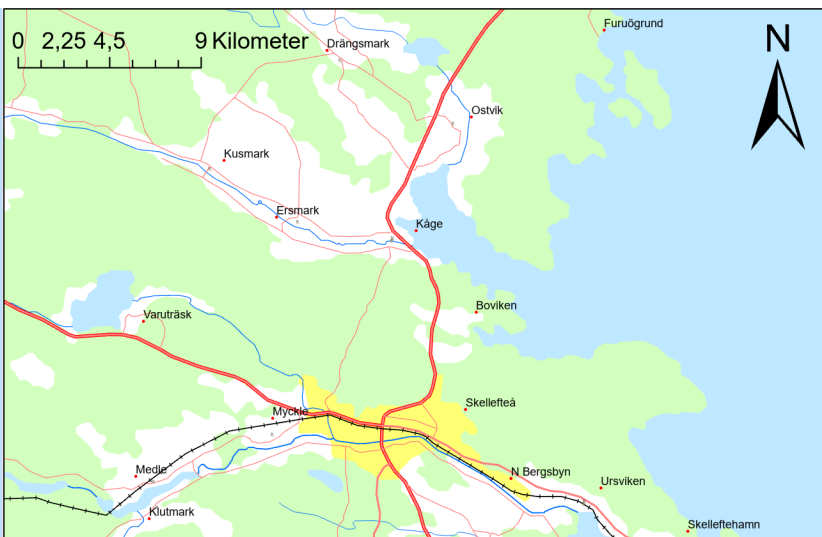 Furuögrund
0 2,25 4,5 9 Kilometer
N
Drängsmark
Ostvik
Kusmark
Ersmark
Kåge
Boviken
Varuträsk
Skellefteå
Myckle
Medle
N Bergsbyn
Ursviken
Klutmark
Skelleftehamn